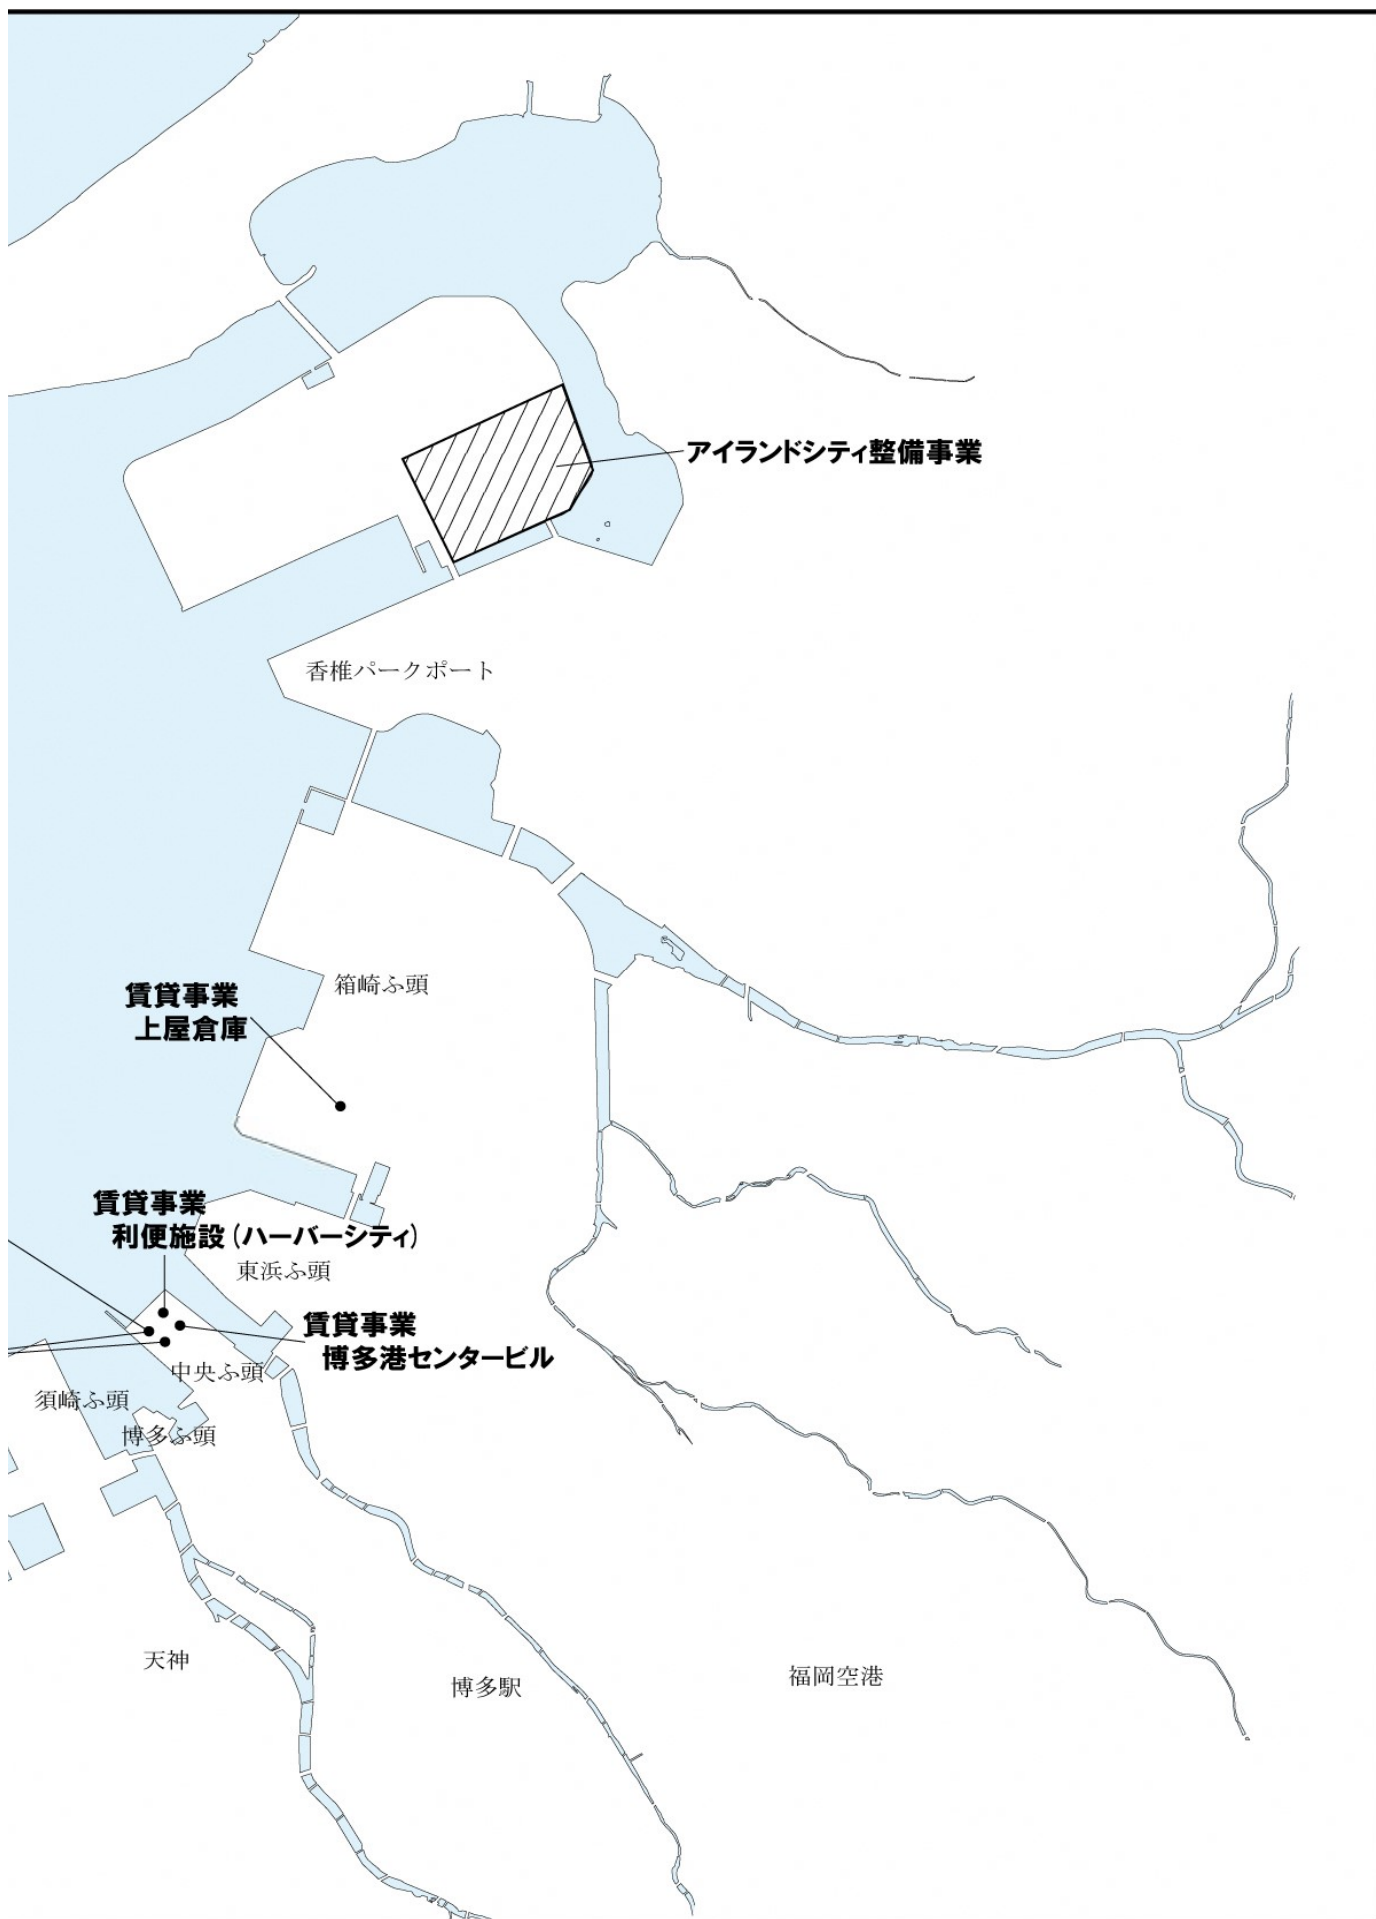 アイランドシティ整備事業
香椎パークポート
箱崎ふ頭
賃貸事業
上屋倉庫
賃貸事業
利便施設(ハーバーシティ)
東浜ふ頭
賃貸事業
博多港センタービル
中央ふ頭
須崎ふ頭
博多ふ頭
天神
博多駅
福岡空港